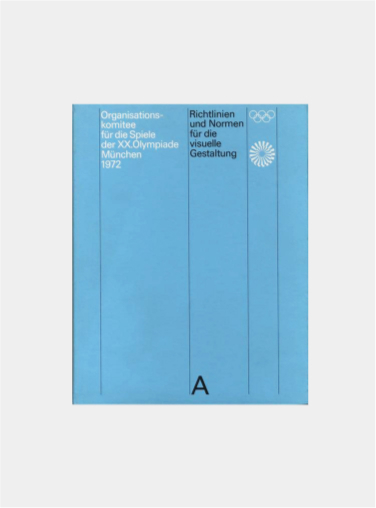 Organisations-
komitee
für die Spiele
der XX.Olympiade
München
1972
Richtlinien
und Normen
für die
visuelle
Gestaltung
A